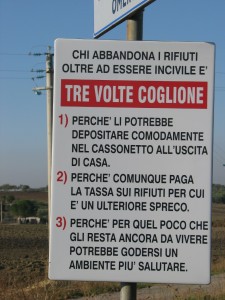 CHI ABBANDONA I RIFIUTI
OLTRE AD ESSERE INCIVILE E'
TRE VOLTE COGLIONE
1) PERCHE' LI POTREBBE
DEPOSITARE COMODAMENTE
NEL CASSONETTO ALL'USCITA
DI CASA.
2) PERCHE' COMUNQUE PAGA
LA TASSA SUI RIFIUTI PER CUI
E' UN ULTERIORE SPRECO.
3) PERCHE' PER QUEL POCO CHE
GLI RESTA ANCORA DA VIVERE
POTREBBE GODERSI UN
AMBIENTE PIU' SALUTARE.